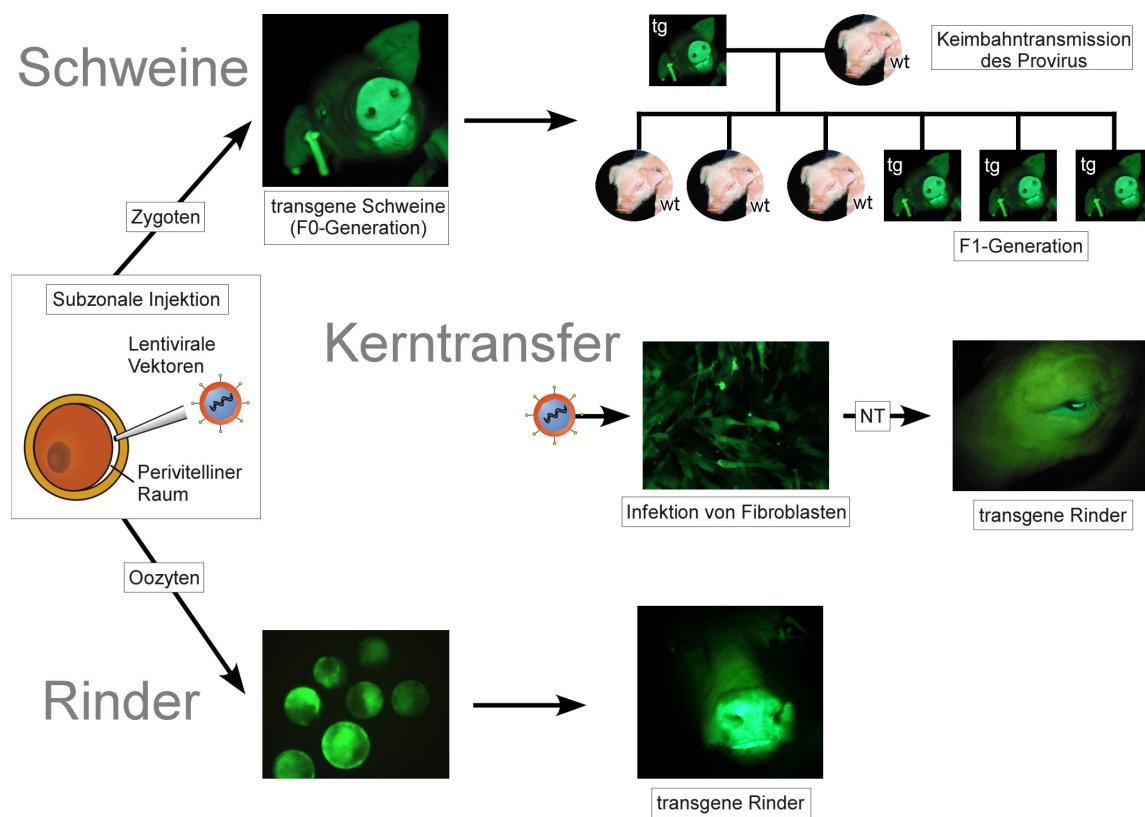 Schweine
Zygoten
transgene Schweine
(F0-Generation)
tg
wt
Keimbahntransmission
des Provirus
wt
wt
wt
tg
tg
tg
F1-Generation
Subzonale Injektion
Lentivirale
Vektoren
Perivitelliner
Raum
Kerntransfer
Infektion von Fibroblasten
NT
transgene Rinder
Oozyten
Rinder
transgene Rinder